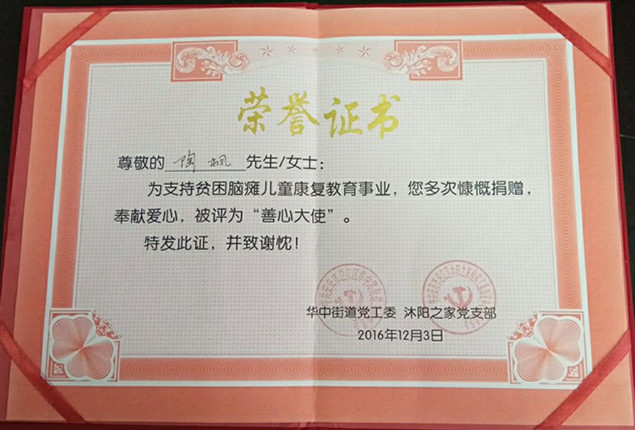 荣誉证书
尊敬的 陶枫 先生/女士：
为支持贫困脑瘫儿童康复教育事业，您多次慷慨捐赠，
奉献爱心，被评为“善心大使”。
特发此证，并致谢忱！
华中街道党工委 沐阳之家党支部
2016年12月3日